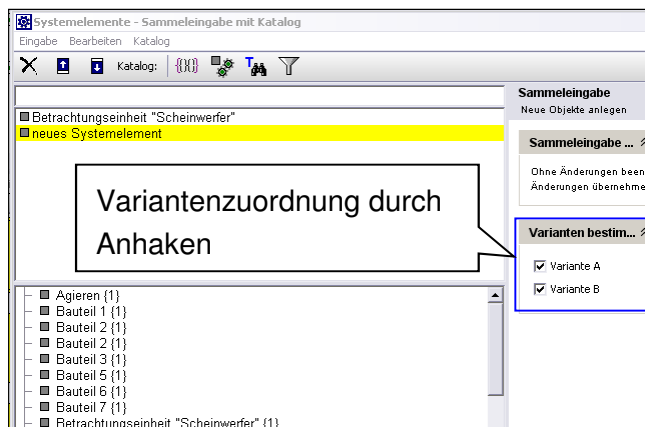 Systemelemente - Sammeleingabe mit Katalog
Eingabe Bearbeiten Katalog
Katalog:
Sammeleingabe
Neue Objekte anlegen
Betrachtungseinheit "Scheinwerfer"
neues Systemelement
Sammeleingabe ...
Ohne Änderungen been
Änderungen übernehme
Variantenzuordnung durch
Anhaken
Varianten bestim...
Variante A
Variante B
Agieren {1}
Bauteil 1 {1}
Bauteil 2 {1}
Bauteil 2 {1}
Bauteil 3 {1}
Bauteil 5 {1}
Bauteil 6 {1}
Bauteil 7 {1}
Betrachtungseinheit "Scheinwerfer" {1}